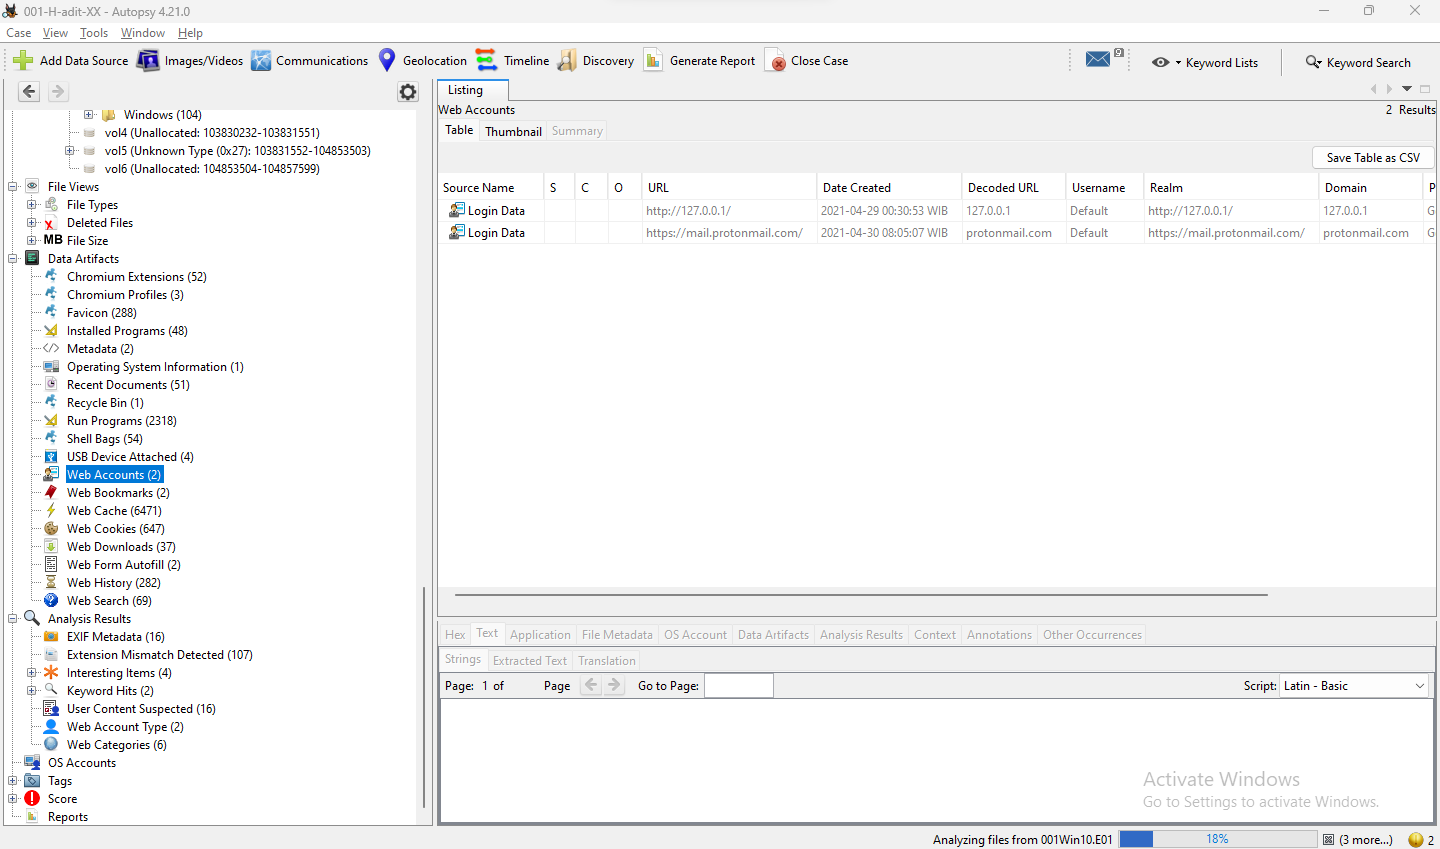 001-H-adit-XX - Autopsy 4.21.0
Case View Tools Window Help
Add Data Source Images/Videos Communications Geolocation Timeline Discovery Generate Report Close Case 9 Keyword Lists Keyword Search
Windows (104)
vol4 (Unallocated: 103830232-103831551)
vol5 (Unknown Type (0x27): 103831552-104853503)
vol6 (Unallocated: 104853504-104857599)
File Views
File Types
Deleted Files
MB File Size
Data Artifacts
Chromium Extensions (52)
Chromium Profiles (3)
Favicon (288)
Installed Programs (48)
Metadata (2)
Operating System Information (1)
Recent Documents (51)
Recycle Bin (1)
Run Programs (2318)
Shell Bags (54)
USB Device Attached (4)
Web Accounts (2)
Web Bookmarks (2)
Web Cache (6471)
Web Cookies (647)
Web Downloads (37)
Web Form Autofill (2)
Web History (282)
Web Search (69)
Analysis Results
EXIF Metadata (16)
Extension Mismatch Detected (107)
Interesting Items (4)
Keyword Hits (2)
User Content Suspected (16)
Web Account Type (2)
Web Categories (6)
OS Accounts
Tags
Score
Reports
Listing
Web Accounts 2 Results
Table Thumbnail Summary
Save Table as CSV
Source Name S C O URL Date Created Decoded URL Username Realm Domain P
Login Data http://127.0.0.1/ 2021-04-29 00:30:53 WIB 127.0.0.1 Default http://127.0.0.1/ 127.0.0.1 G
Login Data https://mail.protonmail.com/ 2021-04-30 08:05:07 WIB protonmail.com Default https://mail.protonmail.com/ protonmail.com G
Hex Text Application File Metadata OS Account Data Artifacts Analysis Results Context Annotations Other Occurrences
Strings Extracted Text Translation
Page: 1 of Page Go to Page: Script: Latin - Basic
Activate Windows
Go to Settings to activate Windows.
Analyzing files from 001Win10.E01 18% (3 more...) 2